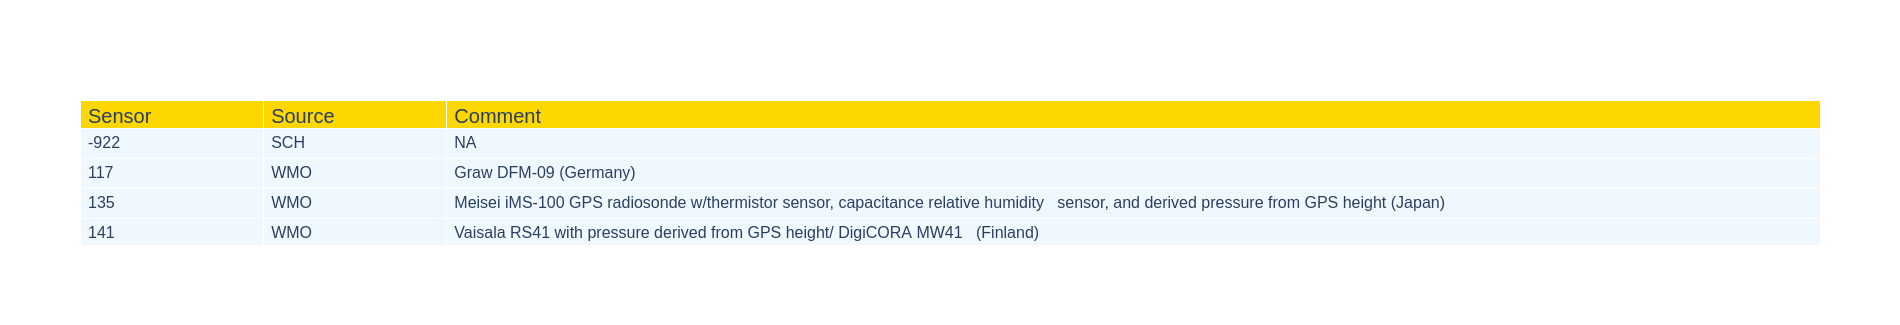 Sensor Source Comment
-922 SCH NA
117 WMO Graw DFM-09 (Germany)
135 WMO Meisei iMS-100 GPS radiosonde w/thermistor sensor, capacitance relative humidity   sensor, and derived pressure from GPS height (Japan)
141 WMO Vaisala RS41 with pressure derived from GPS height/ DigiCORA MW41   (Finland)